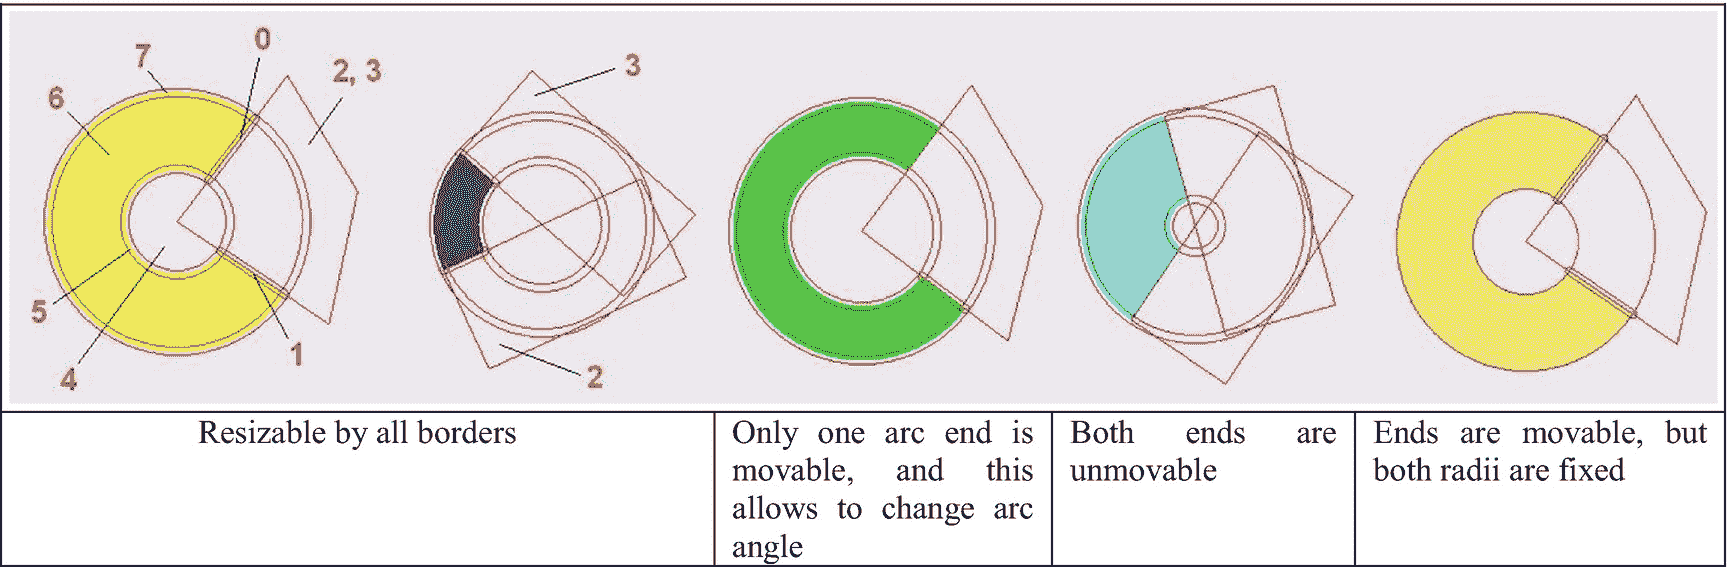 0
7
2, 3
6
5
4
1
3
2
Resizable by all borders
Only one arc end is
movable, and this
allows to change arc
angle
Both ends are
unmovable
Ends are movable, but
both radii are fixed